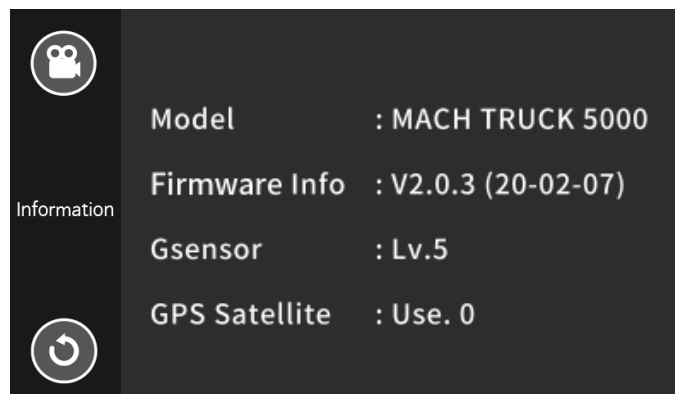 Information
Model : MACH TRUCK 5000
Firmware Info : V2.0.3 (20-02-07)
Gsensor : Lv.5
GPS Satellite : Use. 0